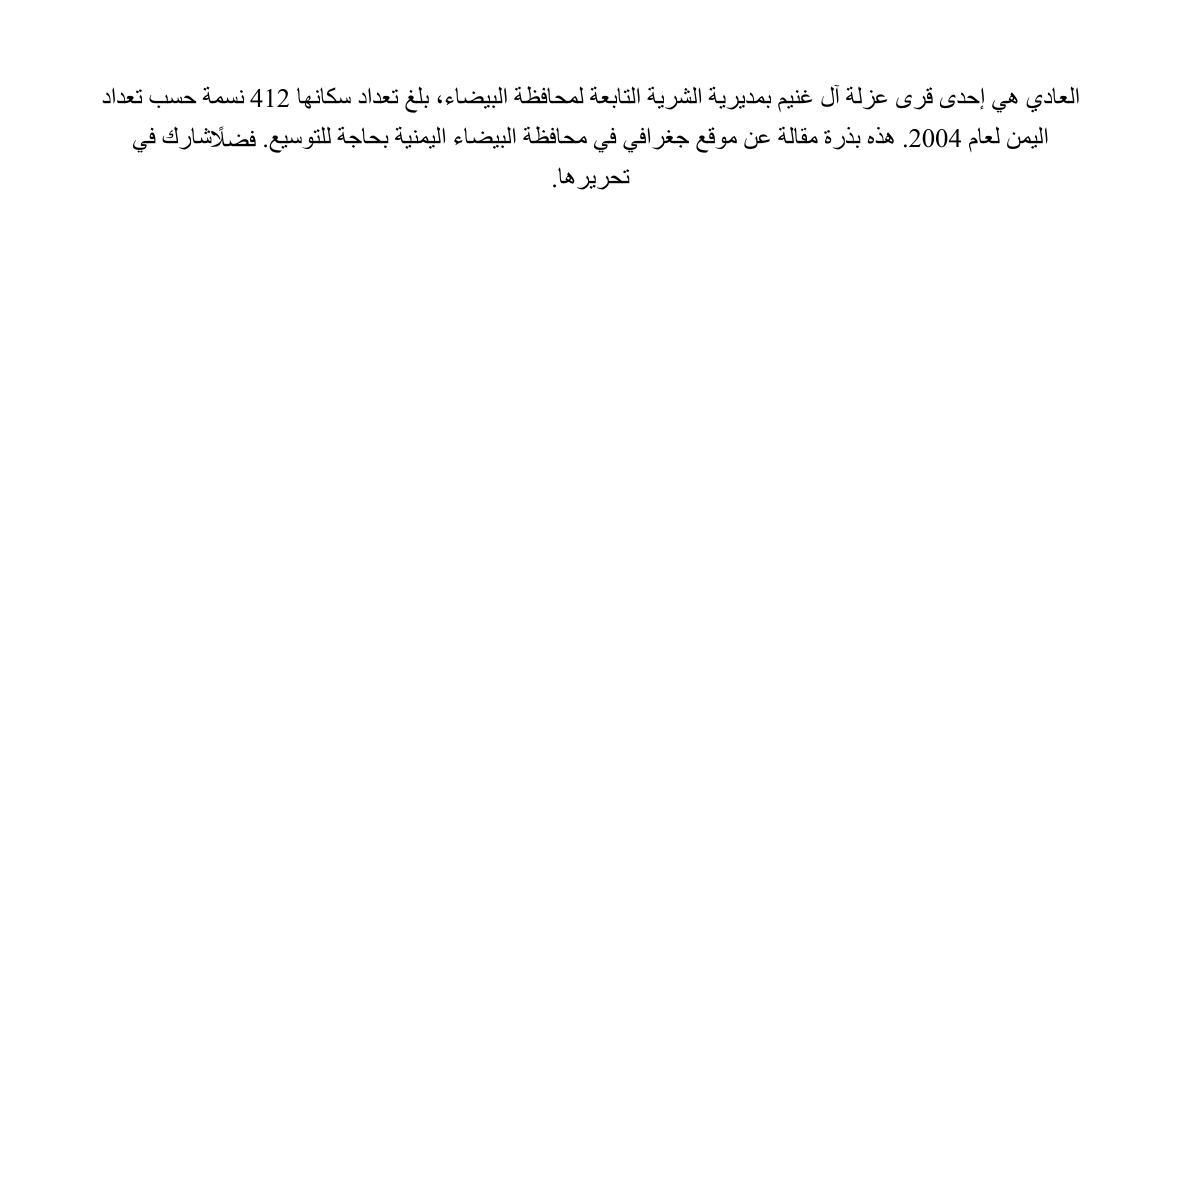 العادي هي إحدى قرى عزلة آل غنيم بمديرية الشرية التابعة لمحافظة البيضاء، بلغ تعداد سكانها 412 نسمة حسب تعداد
اليمن لعام 2004. هذه بذرة مقالة عن موقع جغرافي في محافظة البيضاء اليمنية بحاجة للتوسيع. فضلًاشارك في
تحريرها.